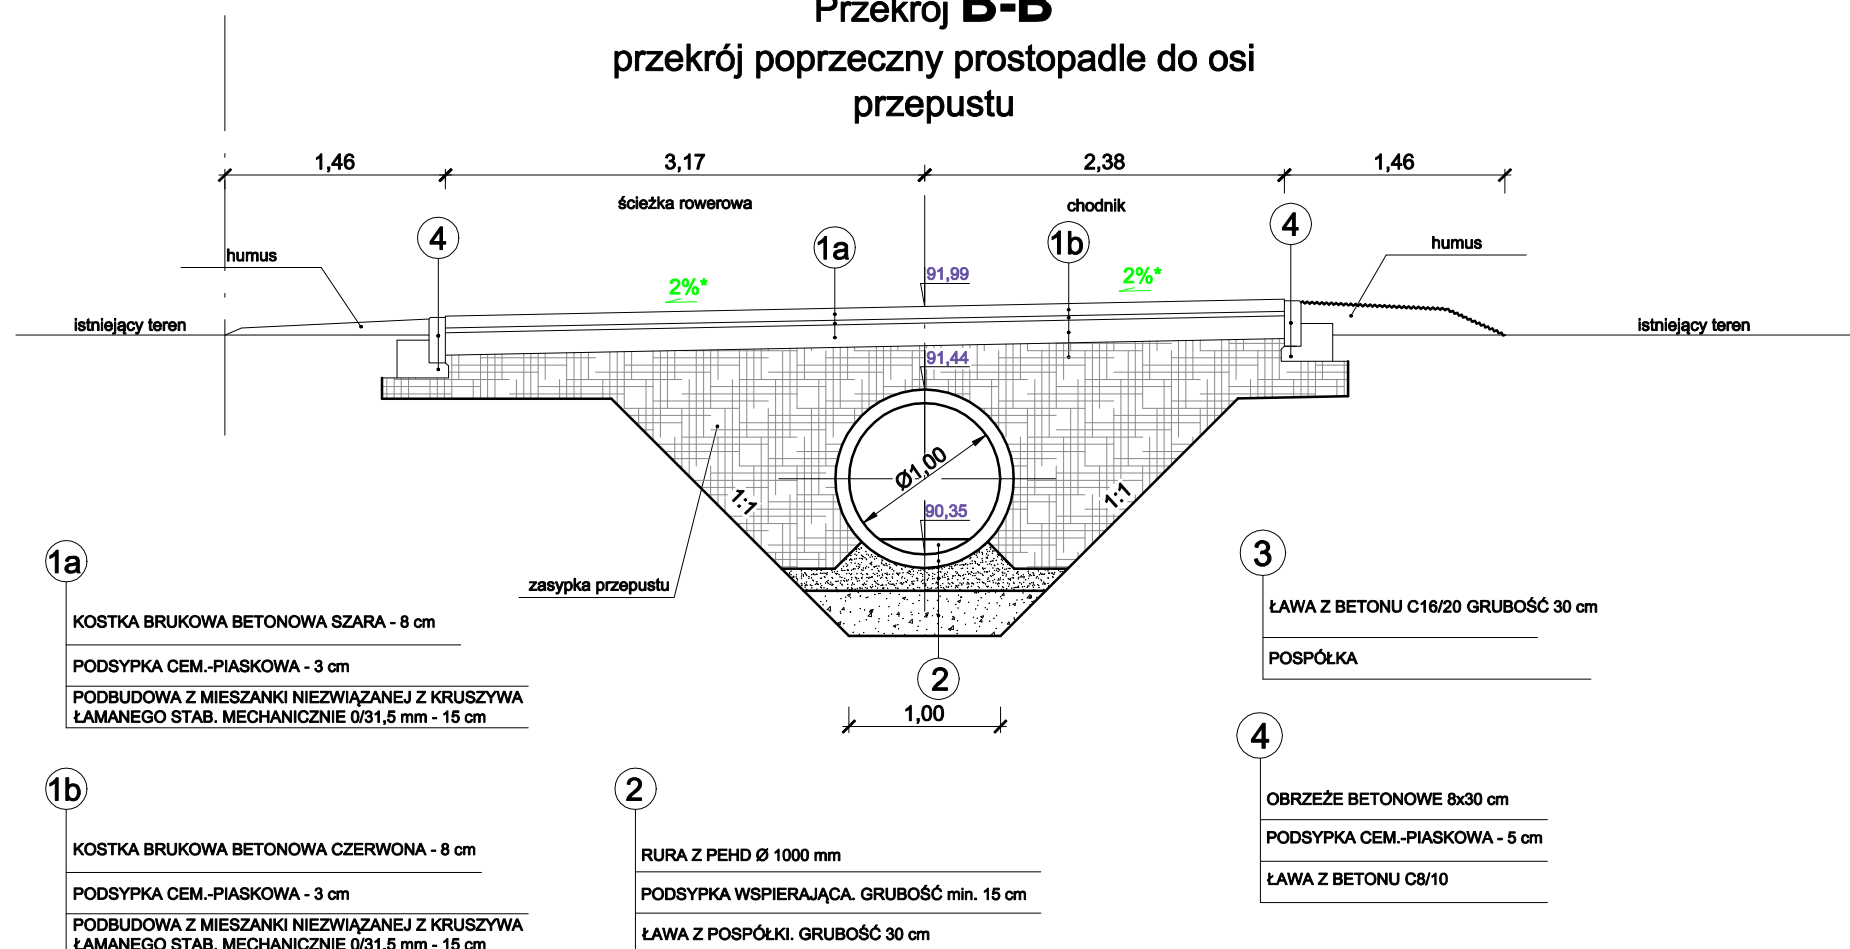 Przekrój B-B
przekrój poprzeczny prostopadle do osi
przepustu
1,46 3,17 2,38 1,46
ścieżka rowerowa chodnik
4 1a 1b 4
humus humus
91,99
2%* 2%*
istniejący teren istniejący teren
91,44
Ø1,00
1:1 1:1
90,35
zasypka przepustu
2
1,00
1a
KOSTKA BRUKOWA BETONOWA SZARA - 8 cm
PODSYPKA CEM.-PIASKOWA - 3 cm
PODBUDOWA Z MIESZANKI NIEZWIĄZANEJ Z KRUSZYWA
ŁAMANEGO STAB. MECHANICZNIE 0/31,5 mm - 15 cm
3
ŁAWA Z BETONU C16/20 GRUBOŚĆ 30 cm
POSPÓŁKA
1b
KOSTKA BRUKOWA BETONOWA CZERWONA - 8 cm
PODSYPKA CEM.-PIASKOWA - 3 cm
PODBUDOWA Z MIESZANKI NIEZWIĄZANEJ Z KRUSZYWA
ŁAMANEGO STAB. MECHANICZNIE 0/31,5 mm - 15 cm
2
RURA Z PEHD Ø 1000 mm
PODSYPKA WSPIERAJĄCA. GRUBOŚĆ min. 15 cm
ŁAWA Z POSPÓŁKI. GRUBOŚĆ 30 cm
4
OBRZEŻE BETONOWE 8x30 cm
PODSYPKA CEM.-PIASKOWA - 5 cm
ŁAWA Z BETONU C8/10